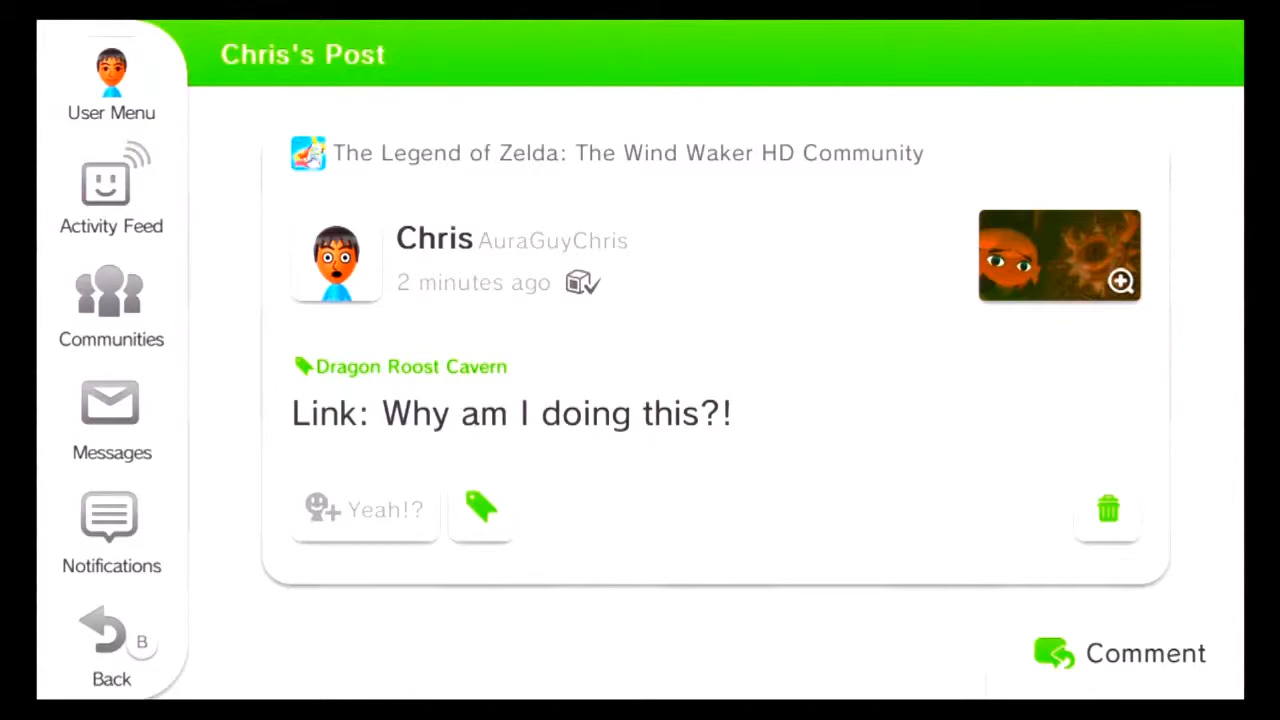 Chris's Post
User Menu
Activity Feed
Communities
Messages
Notifications
B
Back
The Legend of Zelda: The Wind Waker HD Community
Chris AuraGuyChris
2 minutes ago
Dragon Roost Cavern
Link: Why am I doing this?!
Yeah!?
Comment